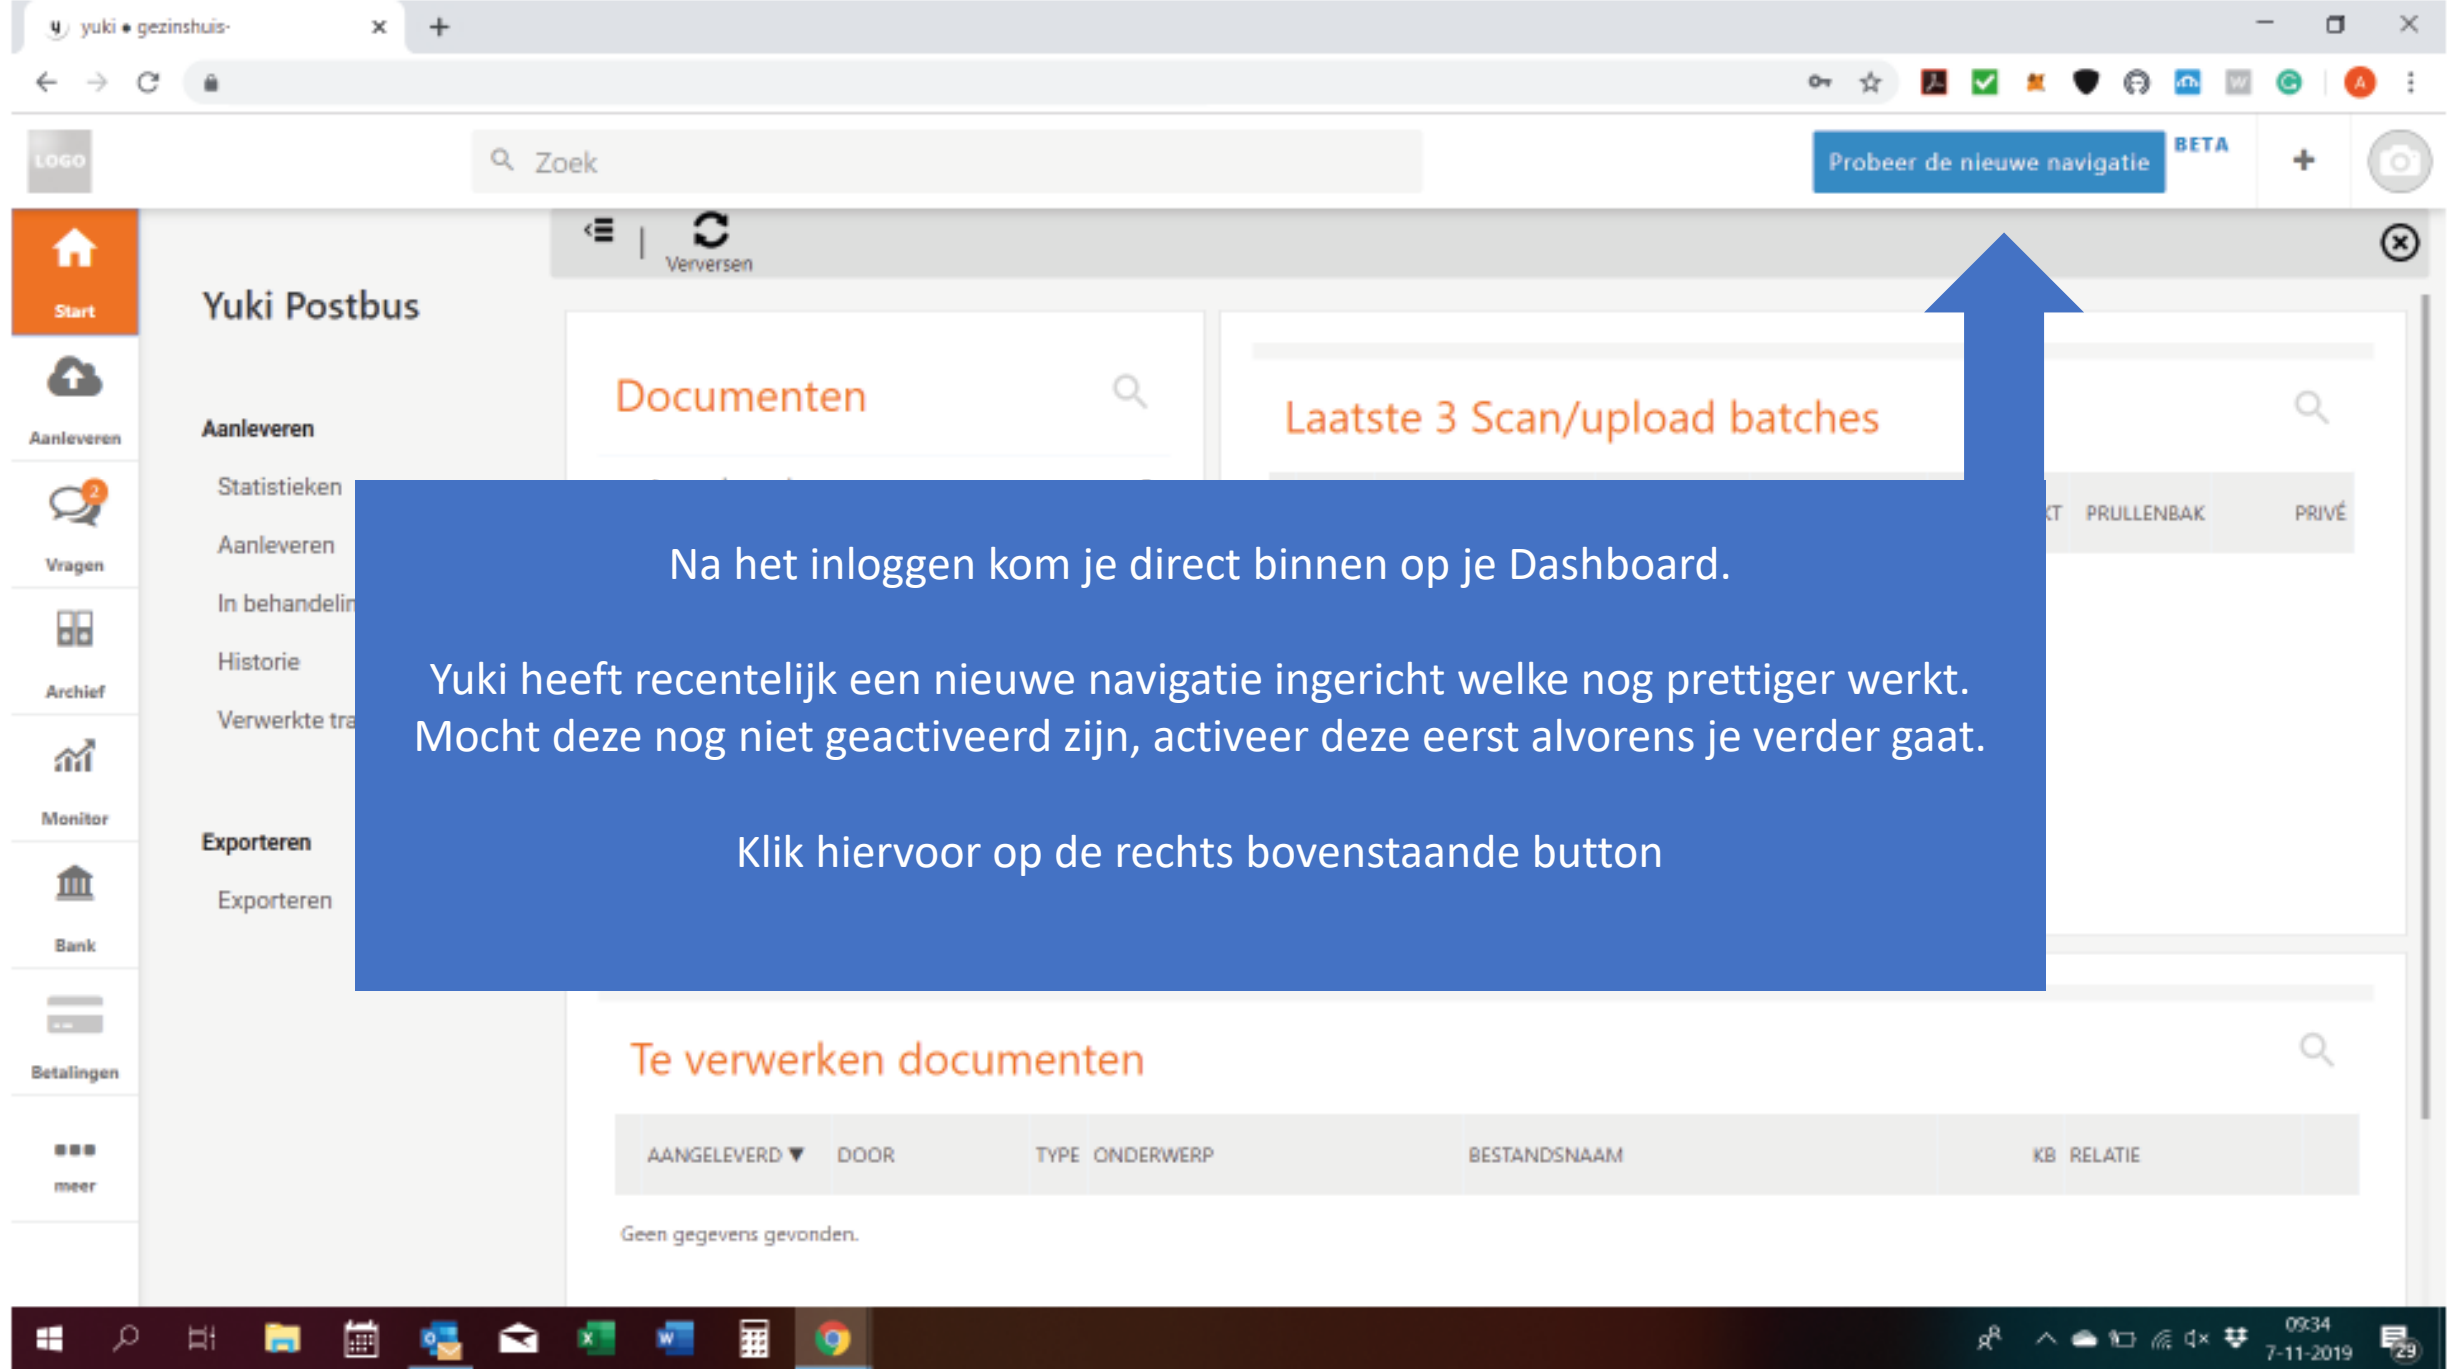 yuki • gezinshuis-
LOGO
Zoek
Probeer de nieuwe navigatie
BETA
Start
Aanleveren
2
Vragen
Archief
Monitor
Bank
Betalingen
meer
Verversen
Yuki Postbus
Aanleveren
Statistieken
Aanleveren
In behandelin
Historie
Verwerkte tra
Exporteren
Exporteren
Documenten
Laatste 3 Scan/upload batches
KT PRULLENBAK PRIVÉ
Na het inloggen kom je direct binnen op je Dashboard.
Yuki heeft recentelijk een nieuwe navigatie ingericht welke nog prettiger werkt.
Mocht deze nog niet geactiveerd zijn, activeer deze eerst alvorens je verder gaat.
Klik hiervoor op de rechts bovenstaande button
Te verwerken documenten
AANGELEVERD ▼ DOOR TYPE ONDERWERP BESTANDSNAAM KB RELATIE
Geen gegevens gevonden.
09:34
7-11-2019
29